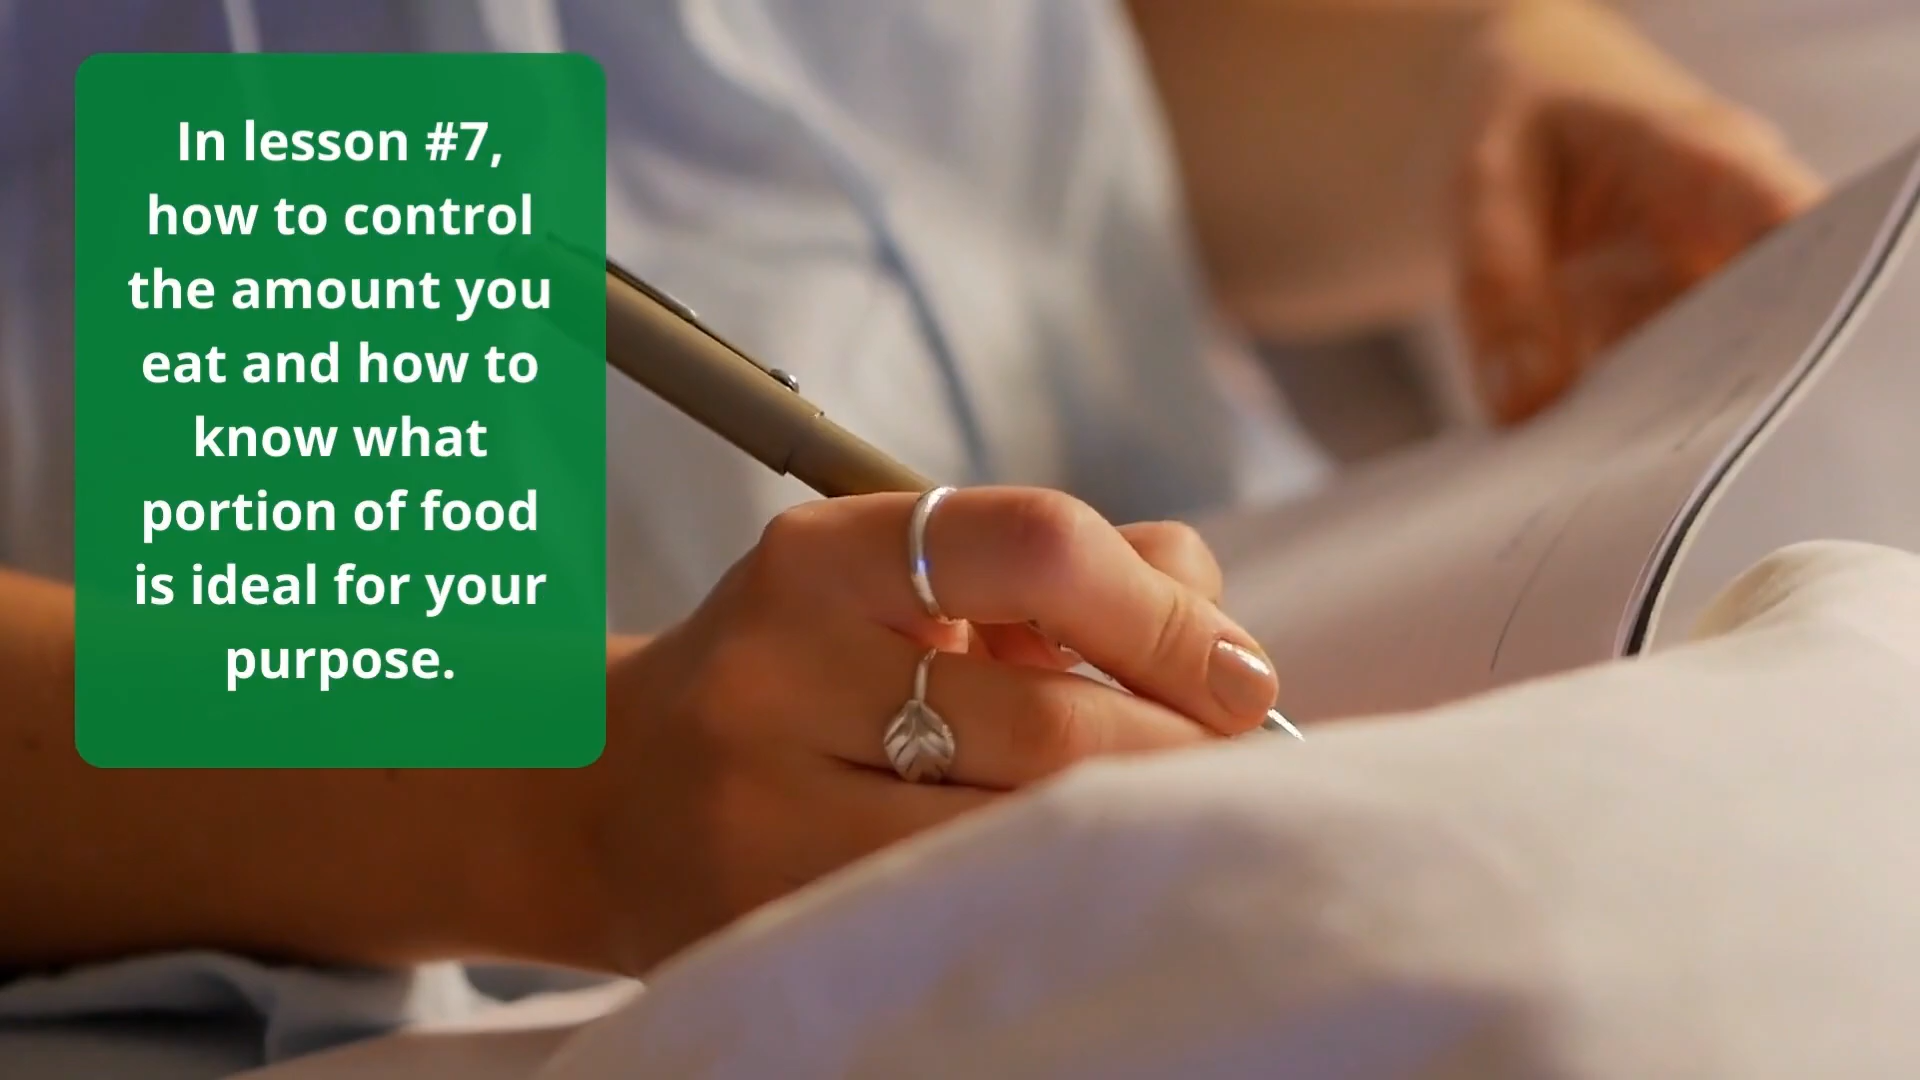 In lesson #7,
how to control
the amount you
eat and how to
know what
portion of food
is ideal for your
purpose.